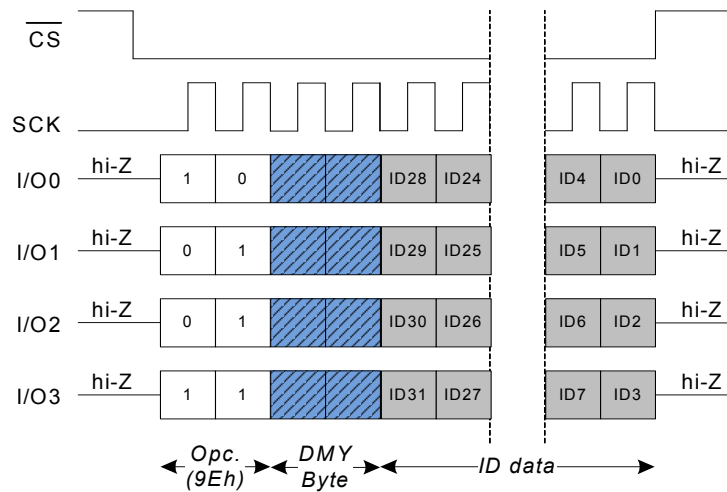 CS
SCK
I/O0 hi-Z 1 0 ID28 ID24 ID4 ID0 hi-Z
I/O1 hi-Z 0 1 ID29 ID25 ID5 ID1 hi-Z
I/O2 hi-Z 0 1 ID30 ID26 ID6 ID2 hi-Z
I/O3 hi-Z 1 1 ID31 ID27 ID7 ID3 hi-Z
Opc. DMY ID data
(9Eh) Byte